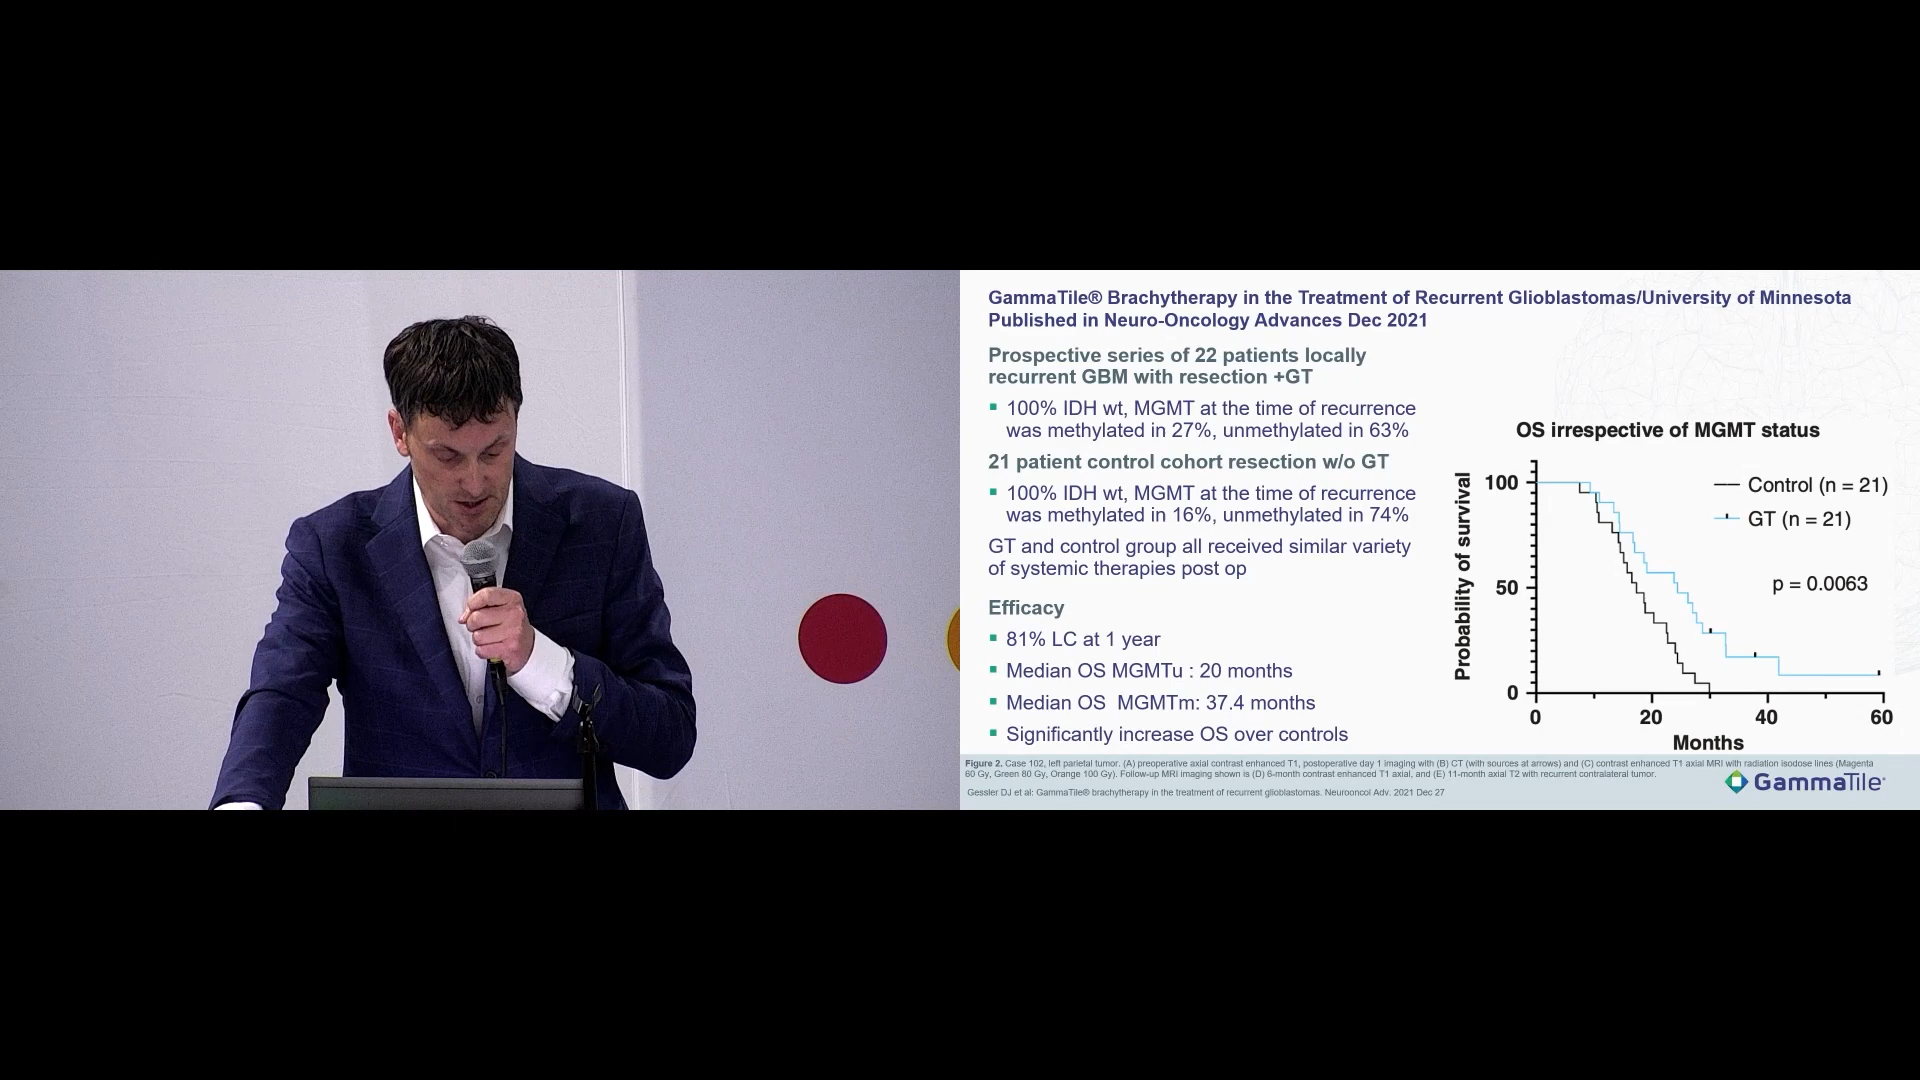 GammaTile® Brachytherapy in the Treatment of Recurrent Glioblastomas/University of Minnesota
Published in Neuro-Oncology Advances Dec 2021
Prospective series of 22 patients locally
recurrent GBM with resection +GT
▪ 100% IDH wt, MGMT at the time of recurrence
was methylated in 27%, unmethylated in 63%
21 patient control cohort resection w/o GT
▪ 100% IDH wt, MGMT at the time of recurrence
was methylated in 16%, unmethylated in 74%
GT and control group all received similar variety
of systemic therapies post op
Efficacy
▪ 81% LC at 1 year
▪ Median OS MGMTu : 20 months
▪ Median OS MGMTm: 37.4 months
▪ Significantly increase OS over controls
OS irrespective of MGMT status
Probability of survival
100
50
0
Control (n = 21)
GT (n = 21)
p = 0.0063
0 20 40 60
Months
Figure 2. Case 102, left parietal tumor. (A) preoperative axial contrast enhanced T1, postoperative day 1 imaging with (B) CT (with sources at arrows) and (C) contrast enhanced T1 axial MRI with radiation isodose lines (Magenta
60 Gy, Green 80 Gy, Orange 100 Gy). Follow-up MRI imaging shown is (D) 6-month contrast enhanced T1 axial, and (E) 11-month axial T2 with recurrent contralateral tumor.
Gessler DJ et al: GammaTile® brachytherapy in the treatment of recurrent glioblastomas. Neurooncol Adv. 2021 Dec 27
GammaTile